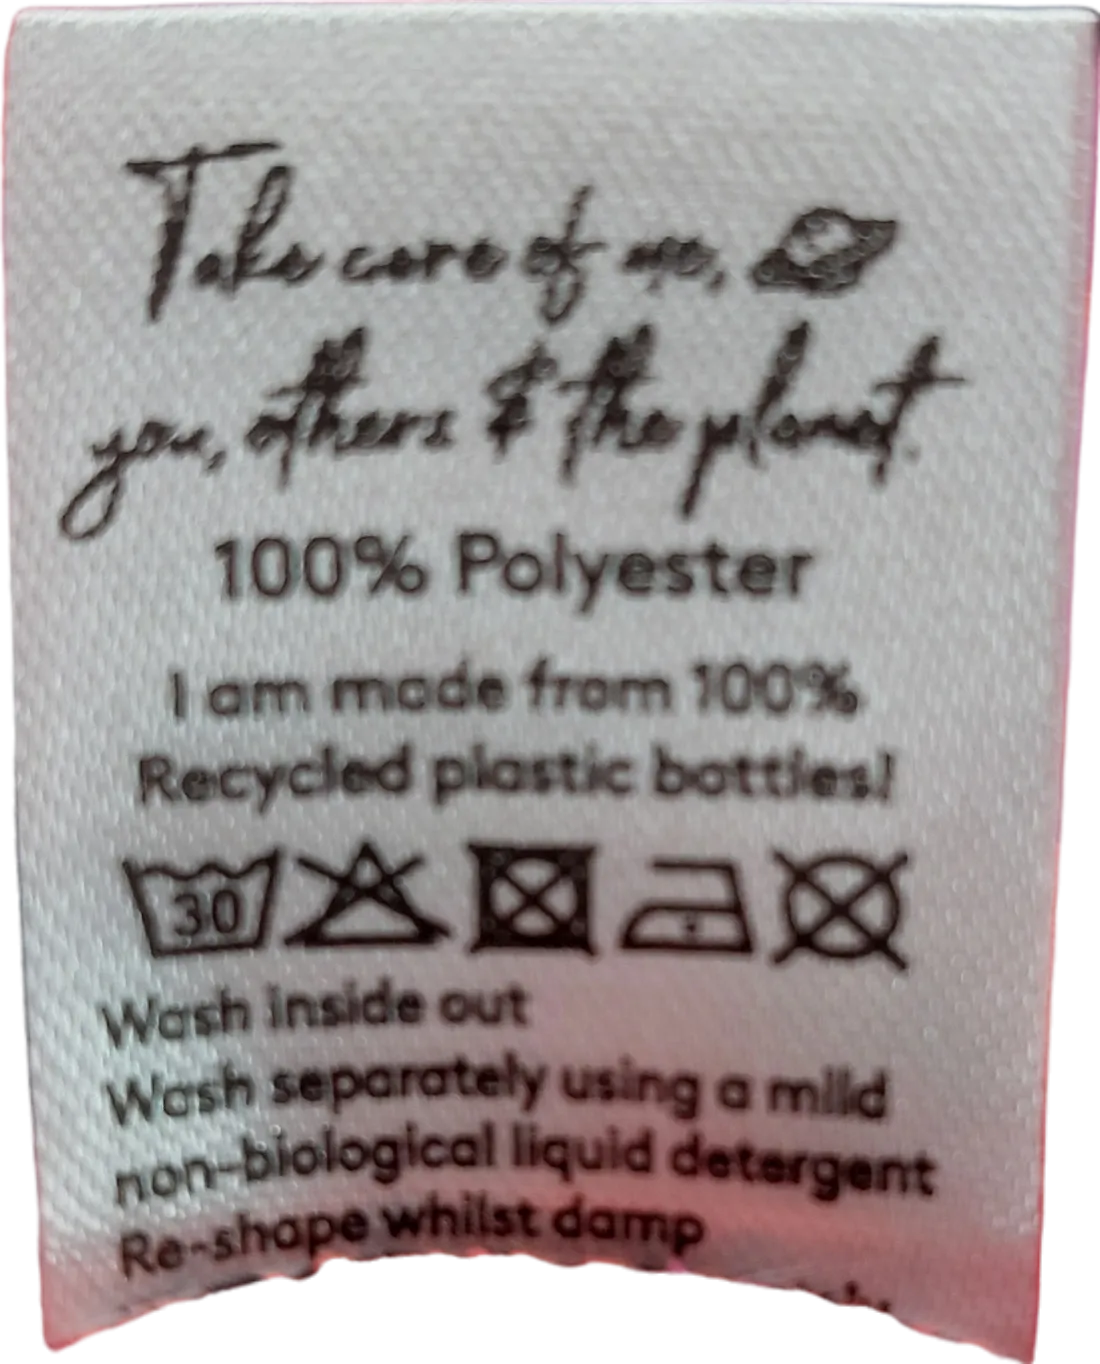 Take care of me,
you, others & the planet.
100% Polyester
I am made from 100%
Recycled plastic bottles!
30
Wash inside out
Wash separately using a mild
non-biological liquid detergent
Re-shape whilst damp